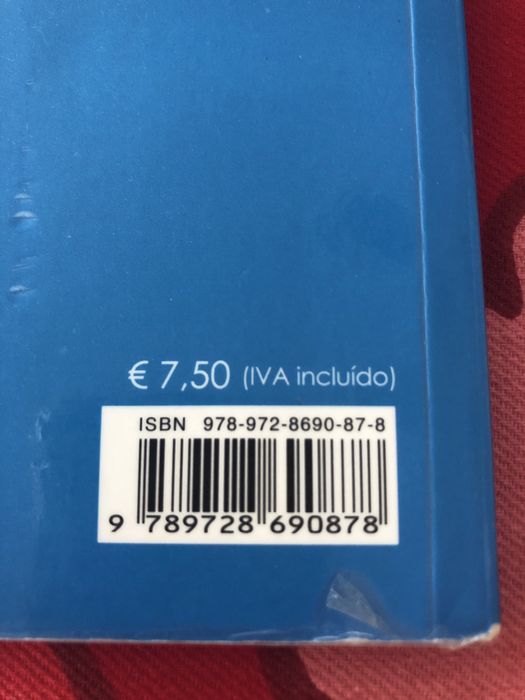 € 7,50 (IVA incluído)
ISBN 978-972-8690-87-8
9 789728 690878